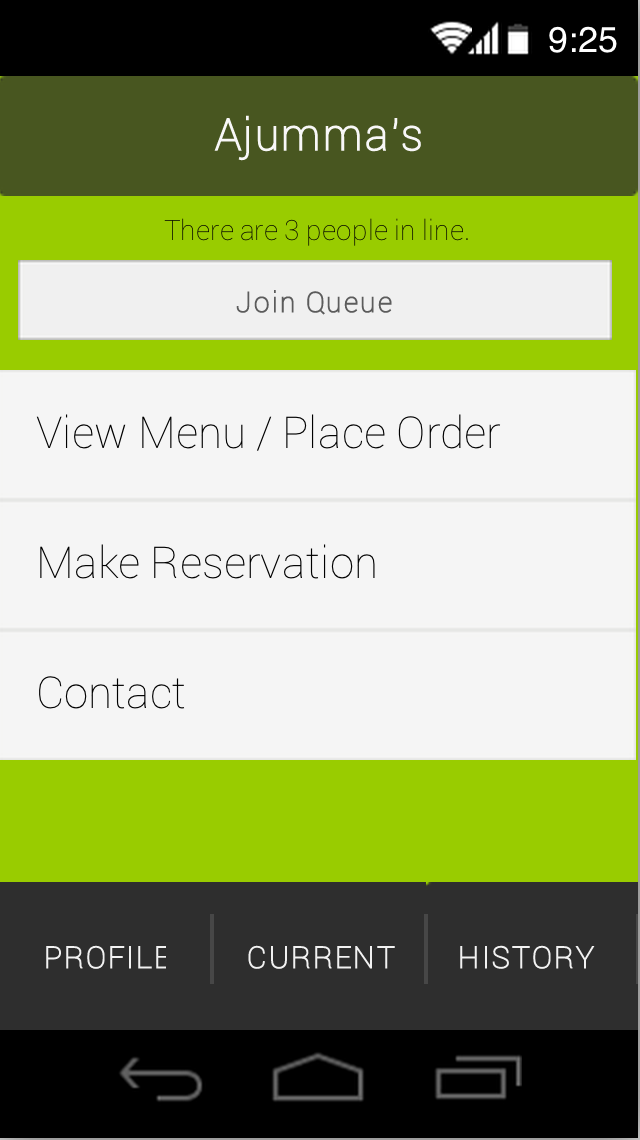 9:25
Ajumma's
There are 3 people in line.
Join Queue
View Menu / Place Order
Make Reservation
Contact
PROFILE CURRENT HISTORY